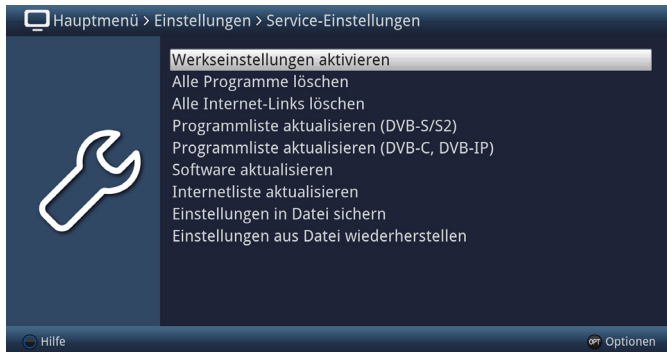 Hauptmenü > Einstellungen > Service-Einstellungen
Werkseinstellungen aktivieren
Alle Programme löschen
Alle Internet-Links löschen
Programmliste aktualisieren (DVB-S/S2)
Programmliste aktualisieren (DVB-C, DVB-IP)
Software aktualisieren
Internetliste aktualisieren
Einstellungen in Datei sichern
Einstellungen aus Datei wiederherstellen
Hilfe
OPT Optionen